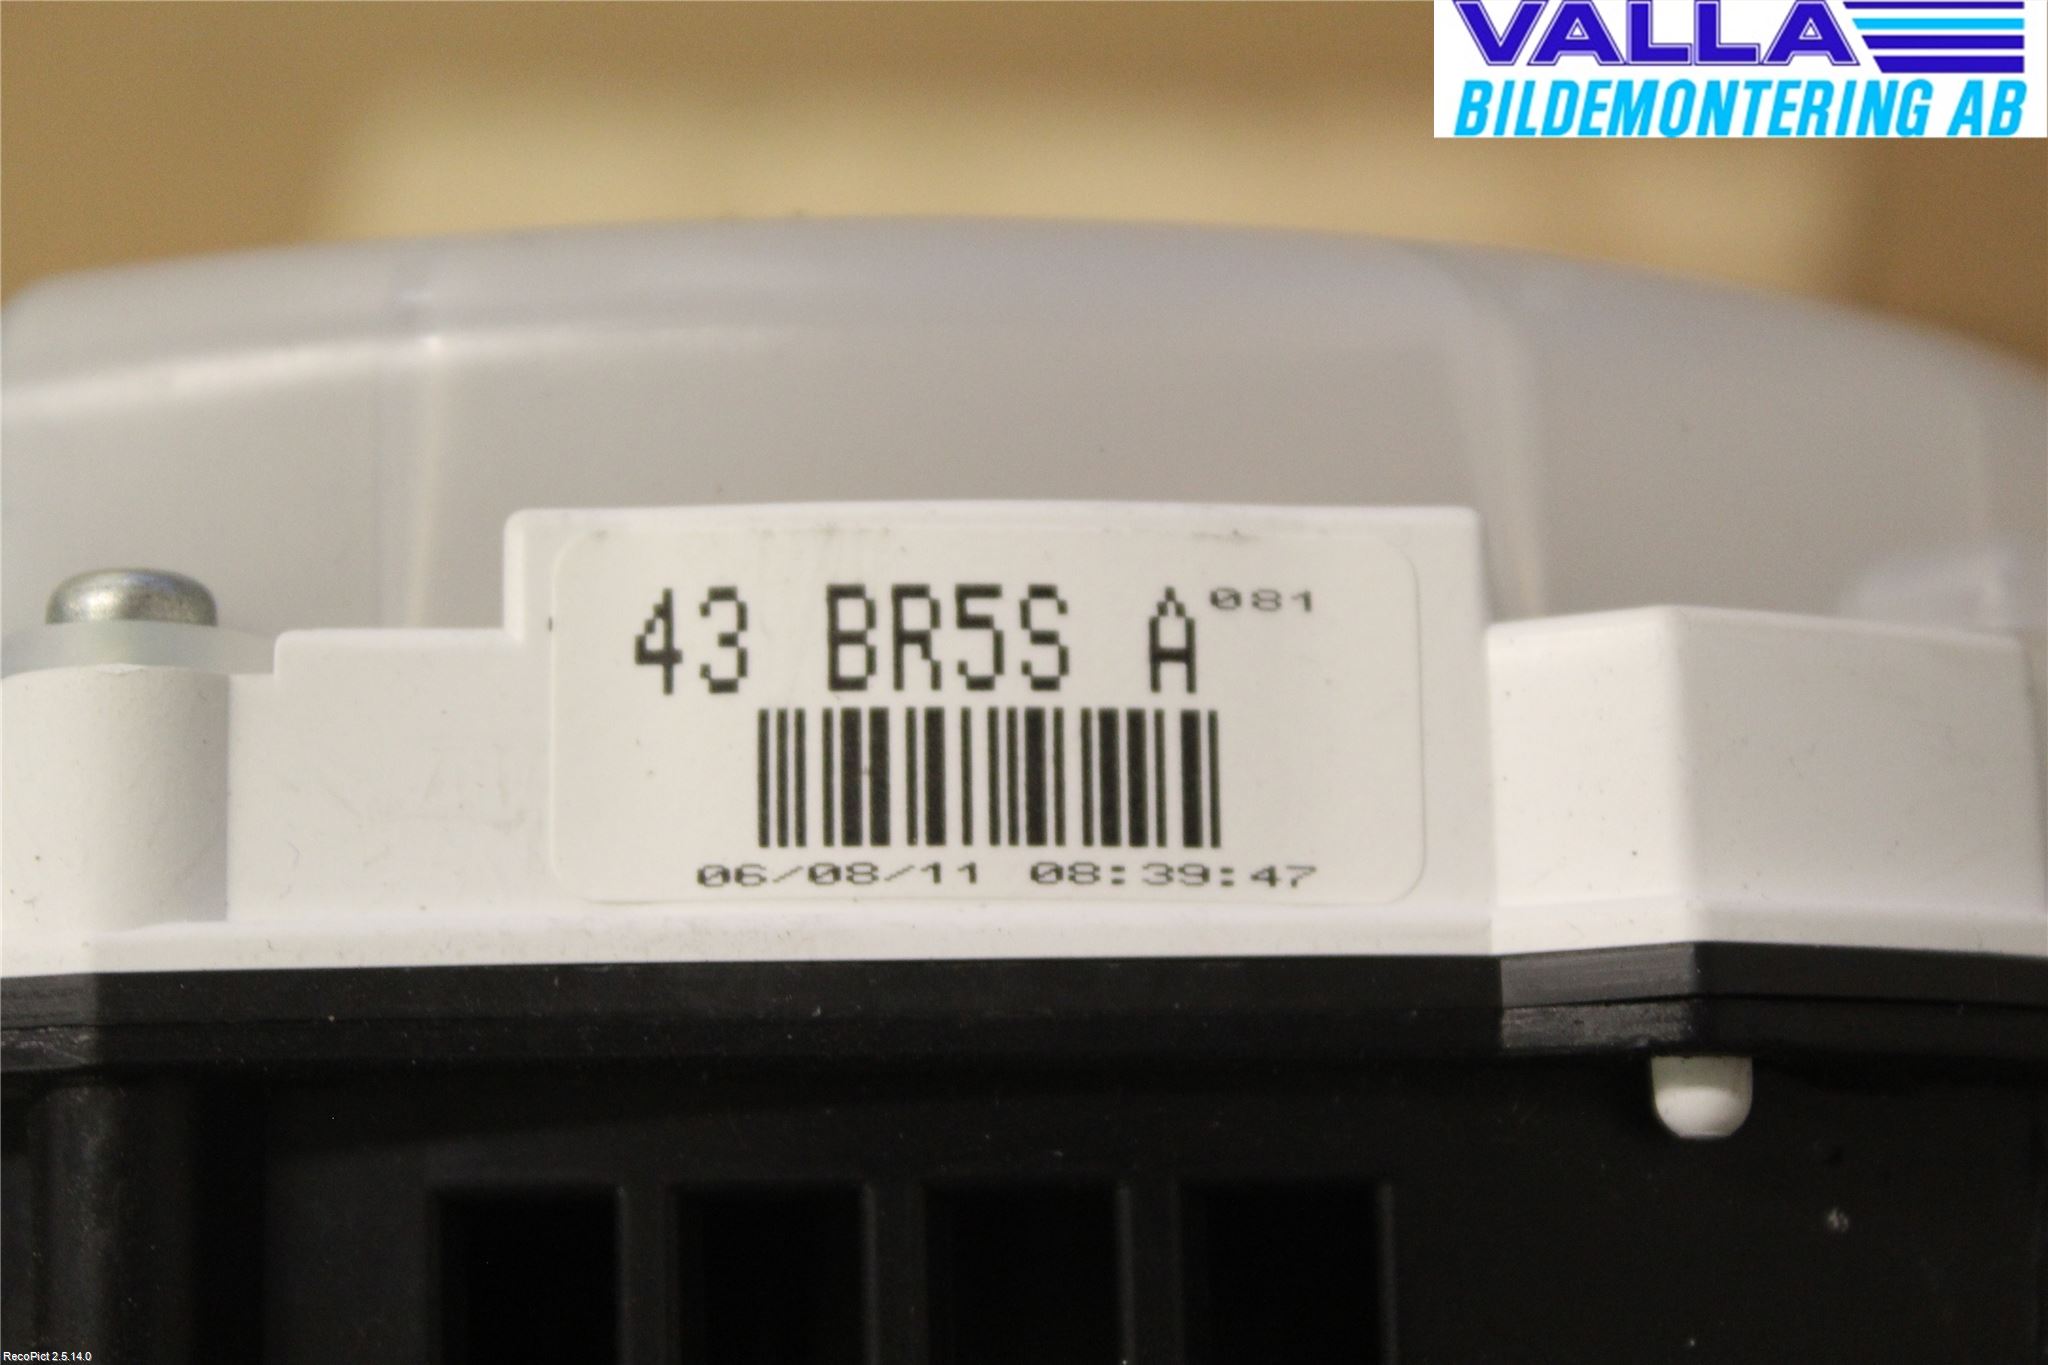 VALLA
BILDEMONTERING AB
43 BR5S A 081
06/08/11 08:39:47
RecoPict 2.5.14.0